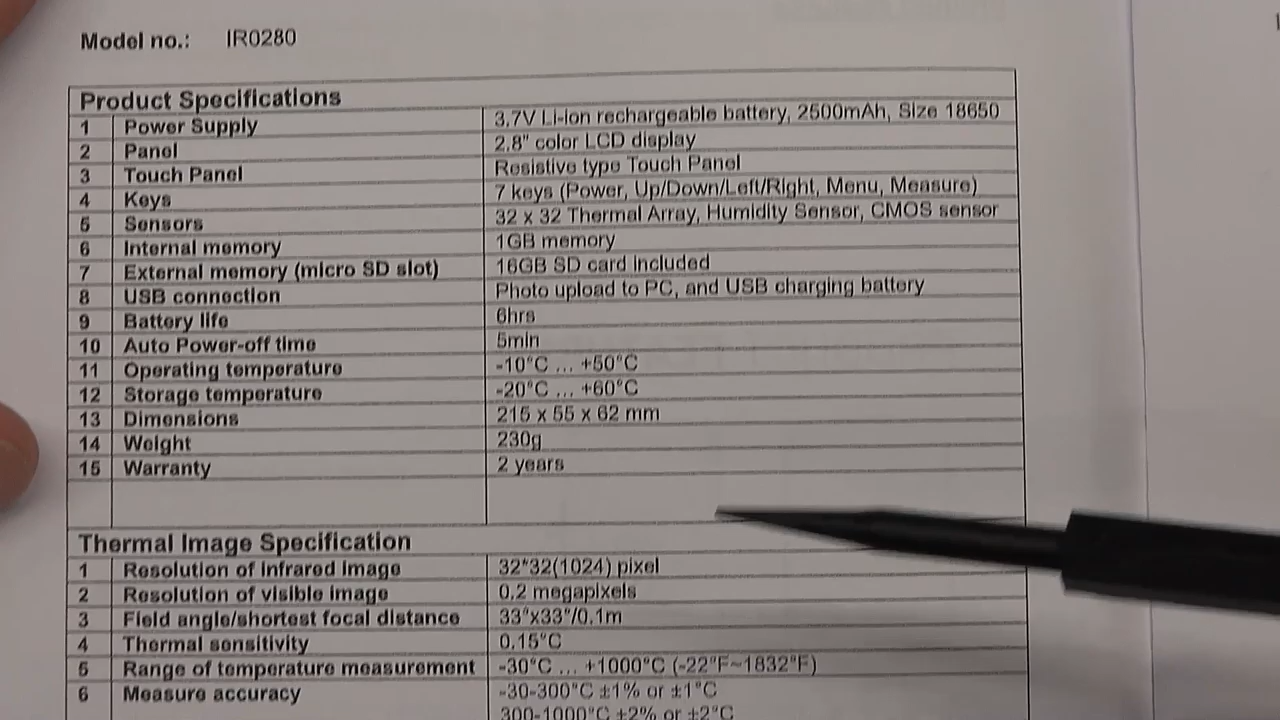 Model no.: IR0280
Product Specifications
1 Power Supply 3,7V Li-ion rechargeable battery, 2500mAh, Size 18650
2 Panel 2,8" color LCD display
3 Touch Panel Resistive type Touch Panel
4 Keys 7 keys (Power, Up/Down/Left/Right, Menu, Measure)
5 Sensors 32 x 32 Thermal Array, Humidity Sensor, CMOS sensor
6 Internal memory 1GB memory
7 External memory (micro SD slot) 16GB SD card included
8 USB connection Photo upload to PC, and USB charging battery
9 Battery life 6hrs
10 Auto Power-off time 5min
11 Operating temperature -10°C ... +50°C
12 Storage temperature -20°C ... +60°C
13 Dimensions 215 x 55 x 62 mm
14 Weight 230g
15 Warranty 2 years
Thermal Image Specification
1 Resolution of infrared image 32*32(1024) pixel
2 Resolution of visible image 0,2 megapixels
3 Field angle/shortest focal distance 33°x33°/0.1m
4 Thermal sensitivity 0.15°C
5 Range of temperature measurement -30°C ... +1000°C (-22°F~1832°F)
6 Measure accuracy -30-300°C ±1% or ±1°C
300-1000°C ±2% or ±2°C